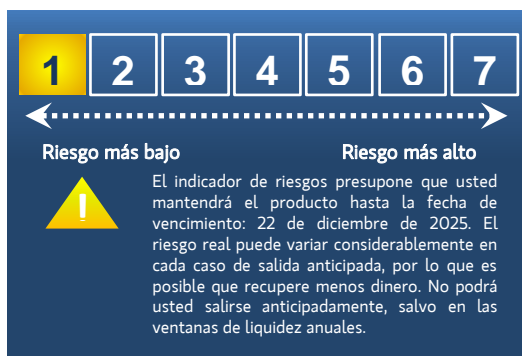 1 2 3 4 5 6 7
Riesgo más bajo Riesgo más alto
!
El indicador de riesgos presupone que usted
mantendrá el producto hasta la fecha de
vencimiento: 22 de diciembre de 2025. El
riesgo real puede variar considerablemente en
cada caso de salida anticipada, por lo que es
posible que recupere menos dinero. No podrá
usted salirse anticipadamente, salvo en las
ventanas de liquidez anuales.